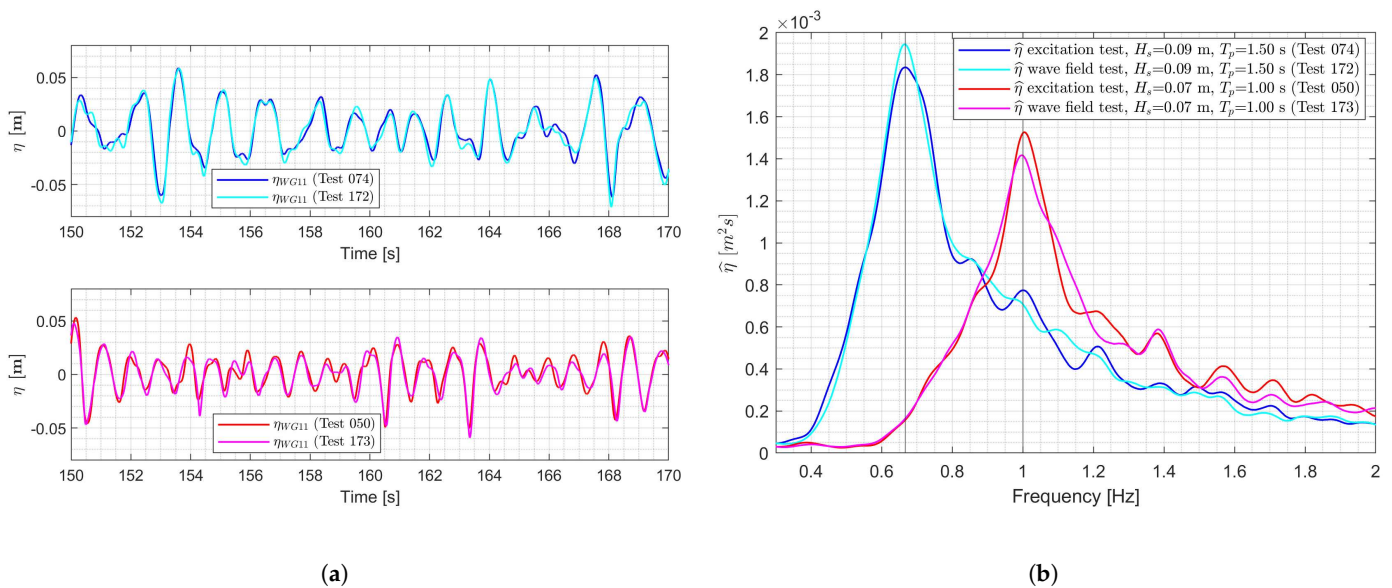 0.05
0
-0.05
η [m]
η_WG11 (Test 074)
η_WG11 (Test 172)
150 152 154 156 158 160 162 164 166 168 170
Time [s]
0.05
0
-0.05
η [m]
η_WG11 (Test 050)
η_WG11 (Test 173)
150 152 154 156 158 160 162 164 166 168 170
Time [s]
(a)
×10⁻³
2
1.8
1.6
1.4
1.2
1
0.8
0.6
0.4
0.2
0
η̂ [m²s]
η̂ excitation test, H_s=0.09 m, T_p=1.50 s (Test 074)
η̂ wave field test, H_s=0.09 m, T_p=1.50 s (Test 172)
η̂ excitation test, H_s=0.07 m, T_p=1.00 s (Test 050)
η̂ wave field test, H_s=0.07 m, T_p=1.00 s (Test 173)
0.4 0.6 0.8 1 1.2 1.4 1.6 1.8 2
Frequency [Hz]
(b)